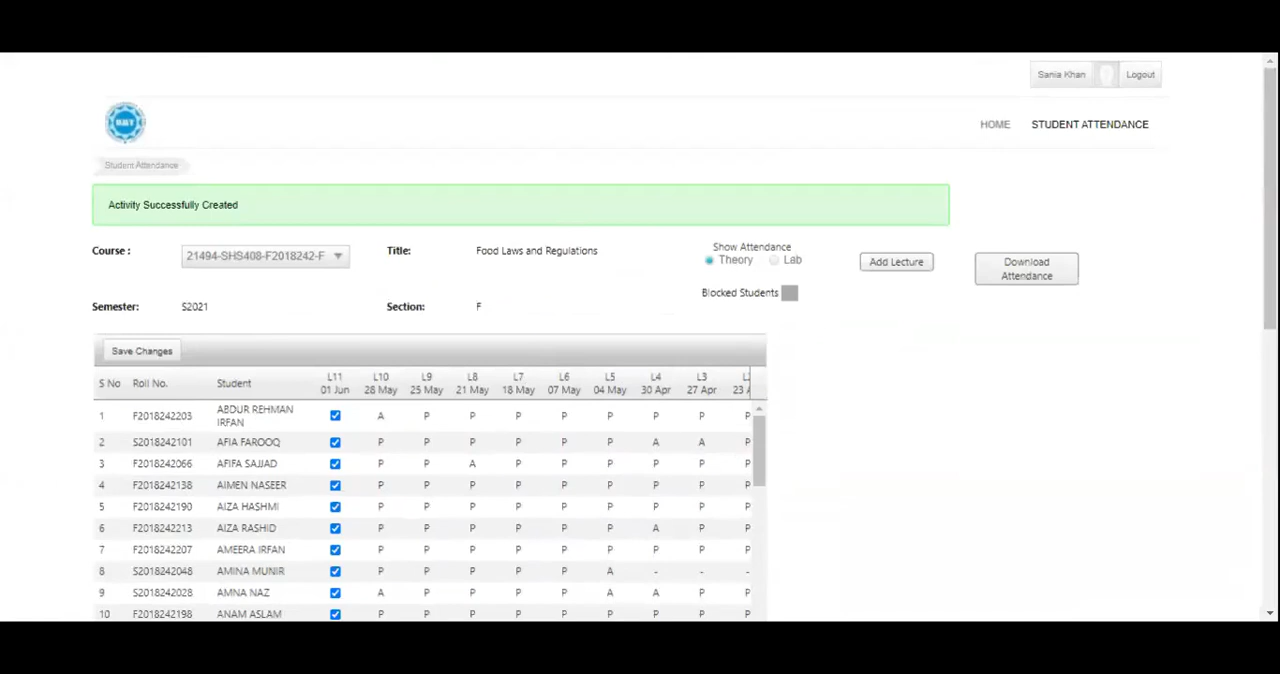 Sania Khan Logout
UMT
HOME STUDENT ATTENDANCE
Student Attendance
Activity Successfully Created
Course : 21494-SHS408-F2018242-F Title: Food Laws and Regulations Show Attendance
Theory Lab
Add Lecture
Download
Attendance
Blocked Students
Semester: S2021 Section: F
Save Changes
S No Roll No. Student L11 L10 L9 L8 L7 L6 L5 L4 L3
01 Jun 28 May 25 May 21 May 18 May 07 May 04 May 30 Apr 27 Apr 23
1 F2018242203 ABDUR REHMAN IRFAN A P P P P P P P P
2 S2018242101 AFIA FAROOQ P P P P P P A A P
3 F2018242066 AFIFA SAJJAD P P A P P P P P P
4 F2018242138 AIMEN NASEER P P P P P P P P P
5 F2018242190 AIZA HASHMI P P P P P P P P P
6 F2018242213 AIZA RASHID P P P P P P A P P
7 F2018242207 AMEERA IRFAN P P P P P P P P P
8 S2018242048 AMINA MUNIR P P P P P A - - -
9 S2018242028 AMNA NAZ A P P P P A A P P
10 F2018242198 ANAM ASLAM P P P P P P P P P